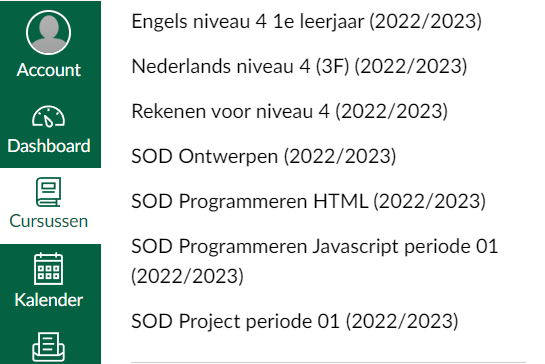 Account
Dashboard
Cursussen
Kalender
Engels niveau 4 1e leerjaar (2022/2023)
Nederlands niveau 4 (3F) (2022/2023)
Rekenen voor niveau 4 (2022/2023)
SOD Ontwerpen (2022/2023)
SOD Programmeren HTML (2022/2023)
SOD Programmeren Javascript periode 01
(2022/2023)
SOD Project periode 01 (2022/2023)